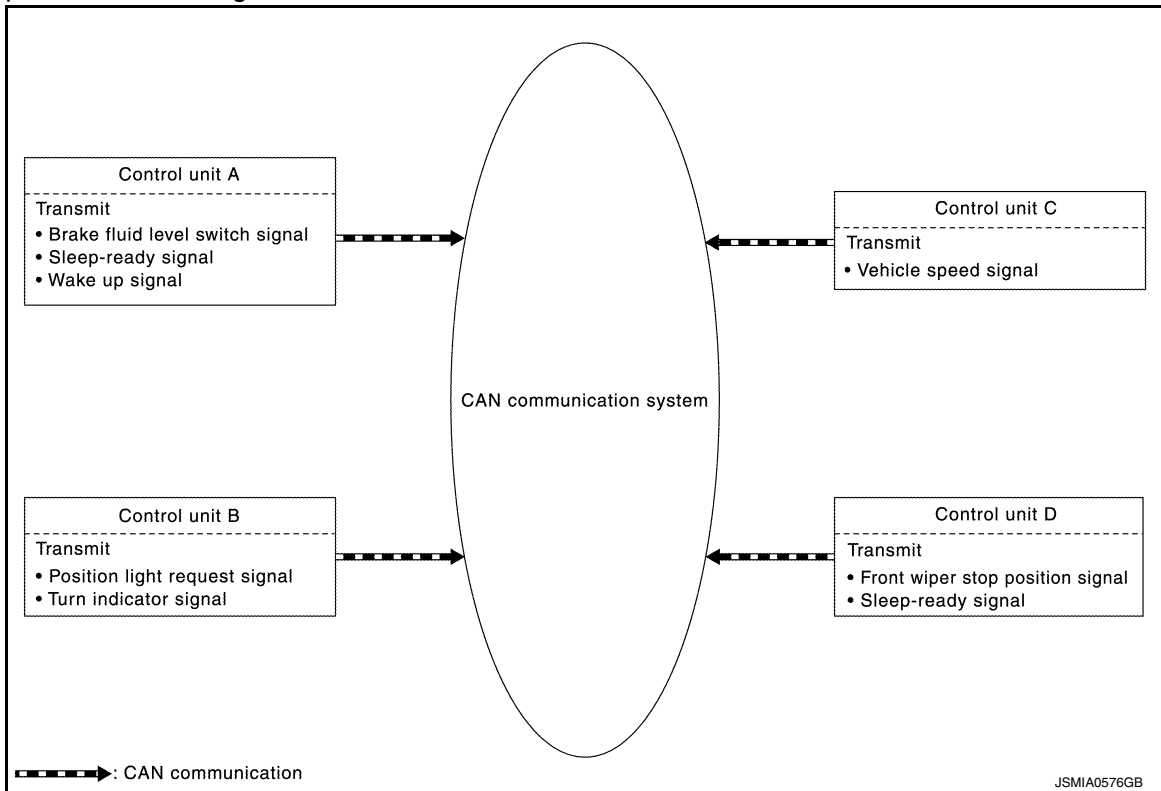 Control unit A
Transmit
• Brake fluid level switch signal
• Sleep-ready signal
• Wake up signal
Control unit C
Transmit
• Vehicle speed signal
CAN communication system
Control unit B
Transmit
• Position light request signal
• Turn indicator signal
Control unit D
Transmit
• Front wiper stop position signal
• Sleep-ready signal
: CAN communication
JSMIA0576GB